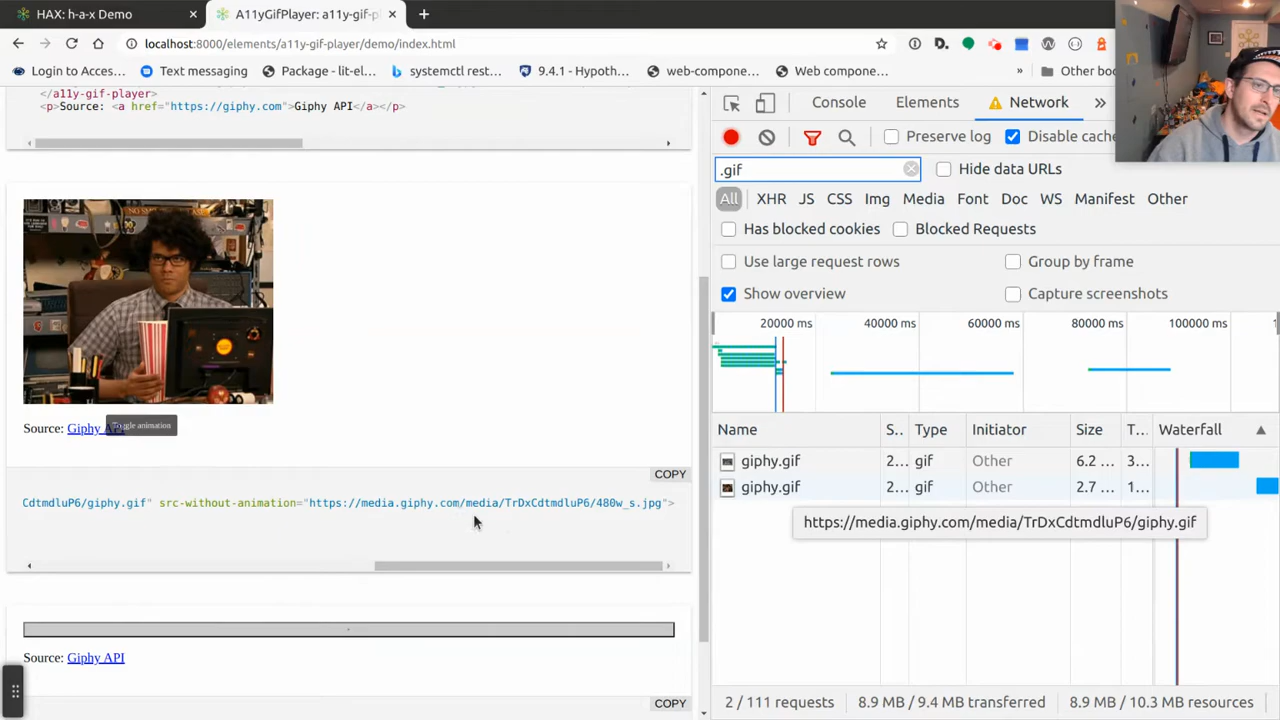 HAX: h-a-x Demo
A11yGifPlayer: a11y-gif-p
localhost:8000/elements/a11y-gif-player/demo/index.html
Login to Acces...
Text messaging
Package - lit-el...
systemctl rest...
9.4.1 - Hypoth...
web-component...
Web compone...
»
Other boo
</a11y-gif-player>
<p>Source: <a href="https://giphy.com">Giphy API</a></p>
Console
Elements
Network
»
Preserve log
Disable cache
.gif
Hide data URLs
All
XHR
JS
CSS
Img
Media
Font
Doc
WS
Manifest
Other
Has blocked cookies
Blocked Requests
Use large request rows
Group by frame
Show overview
Capture screenshots
20000 ms
40000 ms
60000 ms
80000 ms
100000 ms
Name
S..
Type
Initiator
Size
T...
Waterfall
giphy.gif
2...
gif
Other
6.2 ...
3...
giphy.gif
2...
gif
Other
2.7 ...
1...
https://media.giphy.com/media/TrDxCdtmdluP6/giphy.gif
Source: Giphy
Toggle animation
COPY
CdtmdluP6/giphy.gif" src-without-animation="https://media.giphy.com/media/TrDxCdtmdluP6/480w_s.jpg">
Source: Giphy API
COPY
2 / 111 requests
8.9 MB / 9.4 MB transferred
8.9 MB / 10.3 MB resources